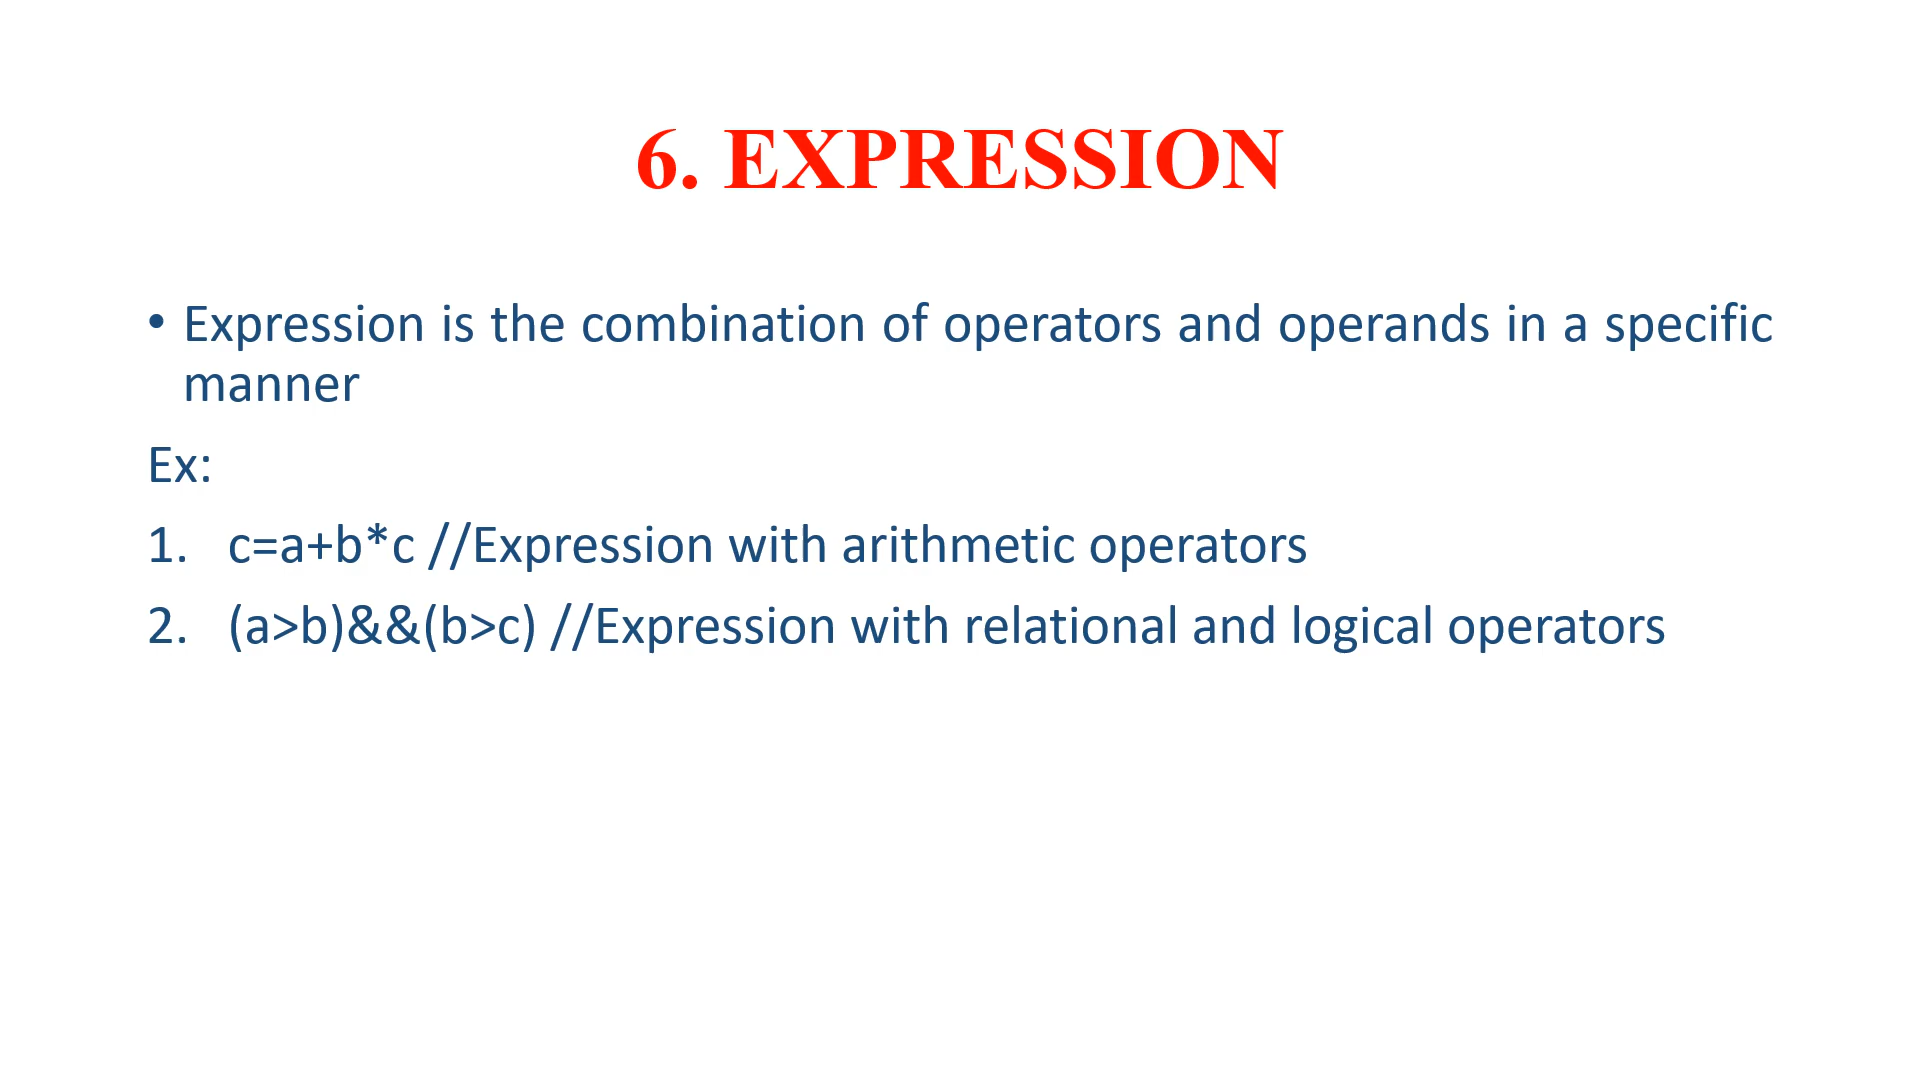 6. EXPRESSION
• Expression is the combination of operators and operands in a specific
manner
Ex:
1. c=a+b*c //Expression with arithmetic operators
2. (a>b)&&(b>c) //Expression with relational and logical operators